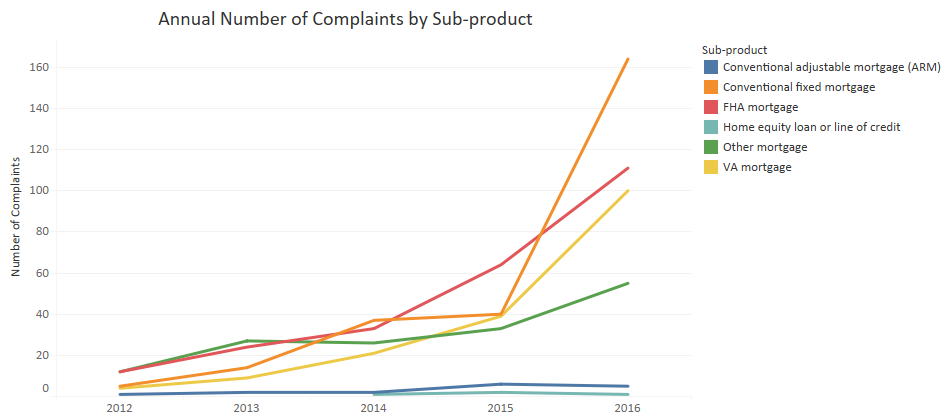 Annual Number of Complaints by Sub-product
Sub-product
Conventional adjustable mortgage (ARM)
Conventional fixed mortgage
FHA mortgage
Home equity loan or line of credit
Other mortgage
VA mortgage
Number of Complaints
160
140
120
100
80
60
40
20
0
2012 2013 2014 2015 2016